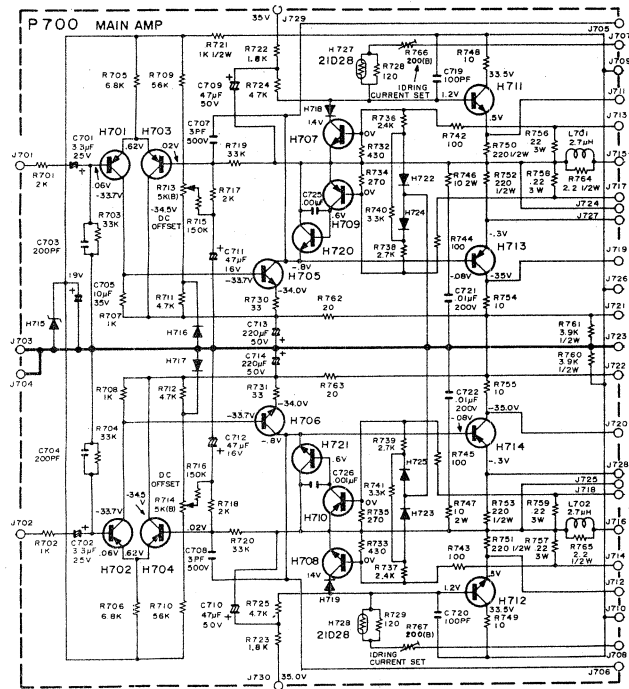 P700 MAIN AMP
35V J729
J705
J707
R722
1.8K
R721
1K 1/2W
H727
21D28
R728
120
R766
200(B)
IDRING
CURRENT SET
C719
100PF
R748
10
J709
R705
6.8K
R709
56K
C709
47μF
50V
R724
4.7K
33.5V
1.2V
H711
J711
H701
H703
C707
3PF
500V
H718
.14V
H707
R736
2.4K
.5V
J713
C701
3.3μF
25V
.62V
.02V
R719
33K
0V
R732
430
R742
100
R756
.22
3W
L701
2.7μH
J701
R701
2K
.06V
-33.7V
R713
5K(B)
R717
2K
R734
270
H722
R746
10 2W
R750
220 1/2W
R752
220
1/2W
R758
.22
3W
R764
2.2 1/2W
J715
J717
R703
33K
-34.5V
DC
OFFSET
R715
150K
C725
.001μF
.6V
H709
R740
3.3K
H724
J724
J727
C703
200PF
C711
47μF
16V
H720
R738
2.7K
R744
100
-.3V
H713
J719
C705
10μF
35V
19V
-.8V
H705
-33.7V
-34.0V
-.08V
-35V
J726
R707
1K
R711
4.7K
R730
33
R762
20
C721
.01μF
200V
R754
10
J721
H715
H716
C713
220μF
50V
R761
3.9K
1/2W
J703
J723
J704
H717
C714
220μF
50V
R760
3.9K
1/2W
J722
R708
1K
R712
4.7K
R731
33
R763
20
C722
.01μF
200V
R755
10
-34.0V
-33.7V
H706
-.8V
-.08V
-35.0V
J720
R704
33K
C712
47μF
16V
H721
.6V
R739
2.7K
H725
R745
100
H714
-.3V
C704
200PF
DC
OFFSET
R716
150K
C726
.001μF
J728
J725
J718
-34.5
R714
5K(B)
R718
2K
H710
R741
3.3K
R735
270
H723
R747
10
2W
R753
220
1/2W
R759
.22
3W
L702
2.7μH
-33.7V
J702
R702
1K
C702
3.3μF
25V
.06V
.62V
.02V
R720
33K
0V
R733
430
R743
100
R751
220 1/2W
R757
.22
3W
R765
2.2
1/2W
J716
H702
H704
C708
3PF
500V
H708
.14V
H719
R737
2.4K
.5V
J714
R706
6.8K
R710
56K
C710
47μF
50V
R725
4.7K
H728
21D28
R729
120
R767
200(B)
1.2V
C720
100PF
33.5V
H712
J712
R723
1.8K
IDRING
CURRENT SET
R749
10
J710
J708
J730 35.0V
J706